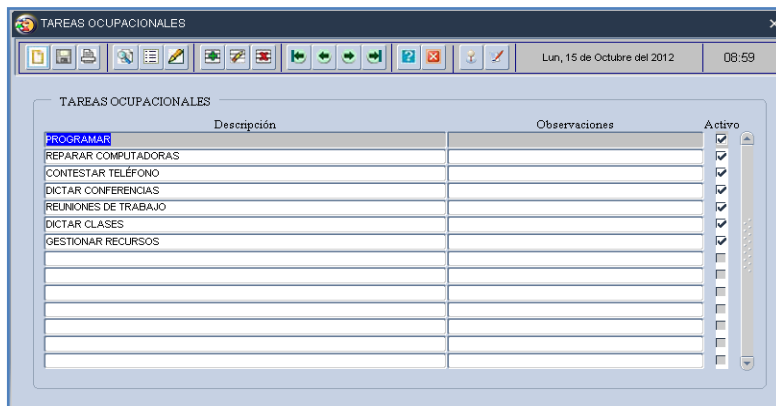 TAREAS OCUPACIONALES
Lun, 15 de Octubre del 2012 08:59
TAREAS OCUPACIONALES
Descripción Observaciones Activo
PROGRAMAR
REPARAR COMPUTADORAS
CONTESTAR TELÉFONO
DICTAR CONFERENCIAS
REUNIONES DE TRABAJO
DICTAR CLASES
GESTIONAR RECURSOS